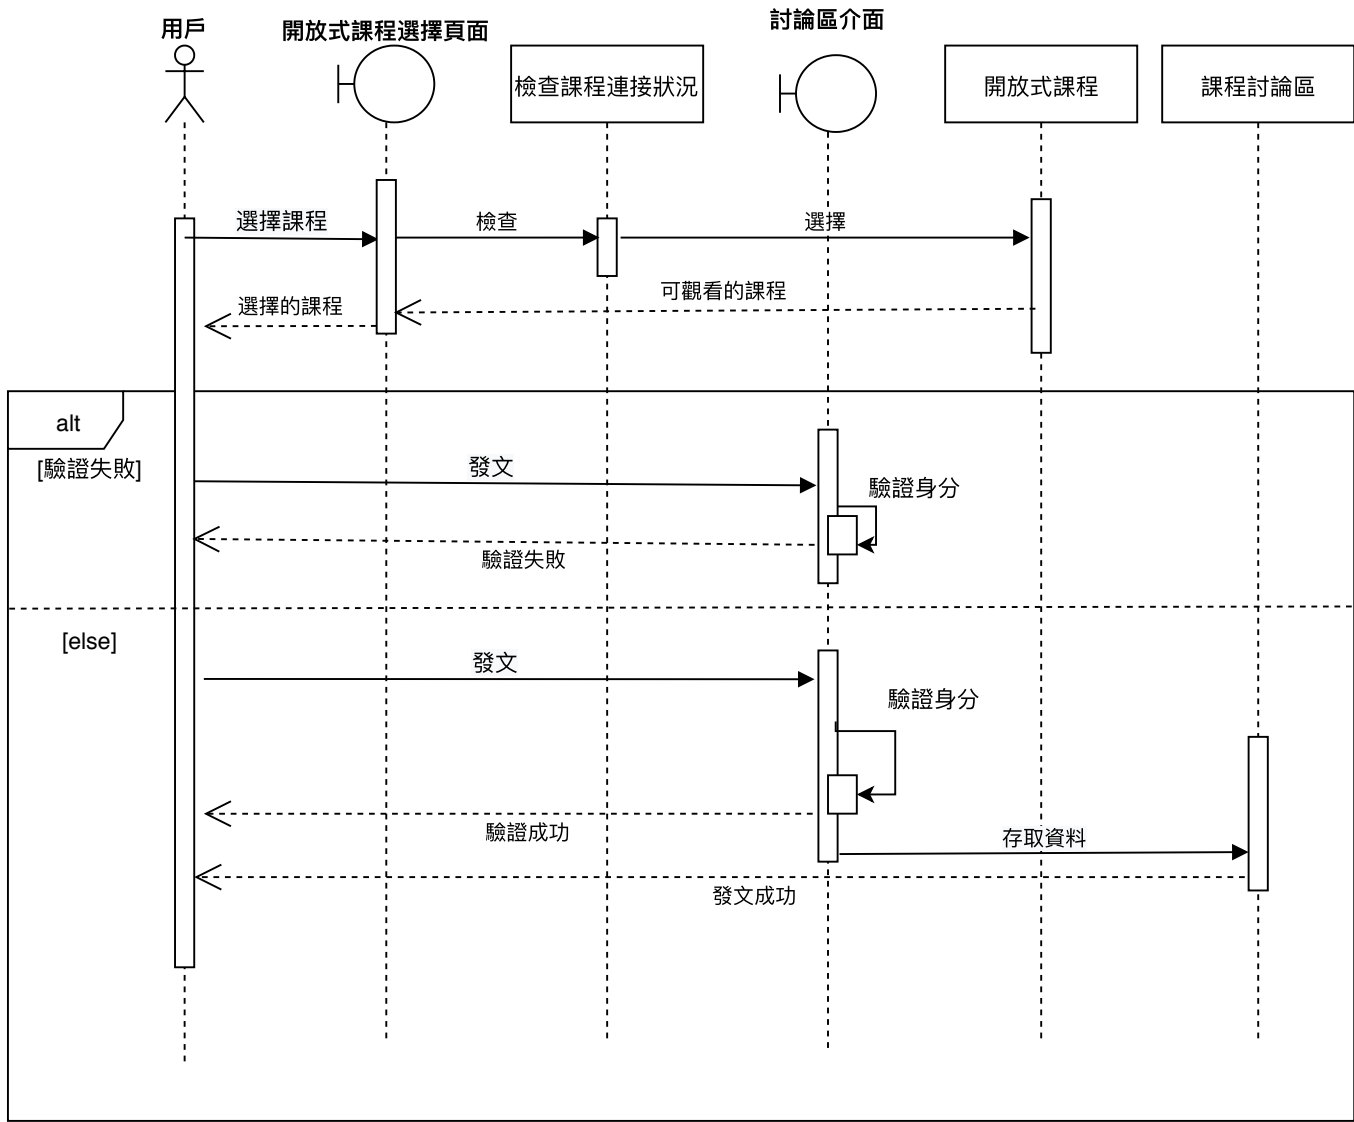 用戶
開放式課程選擇頁面
討論區介面
檢查課程連接狀況
開放式課程
課程討論區
選擇課程
檢查
選擇
可觀看的課程
選擇的課程
alt
[驗證失敗]
發文
驗證身分
驗證失敗
[else]
發文
驗證身分
驗證成功
存取資料
發文成功